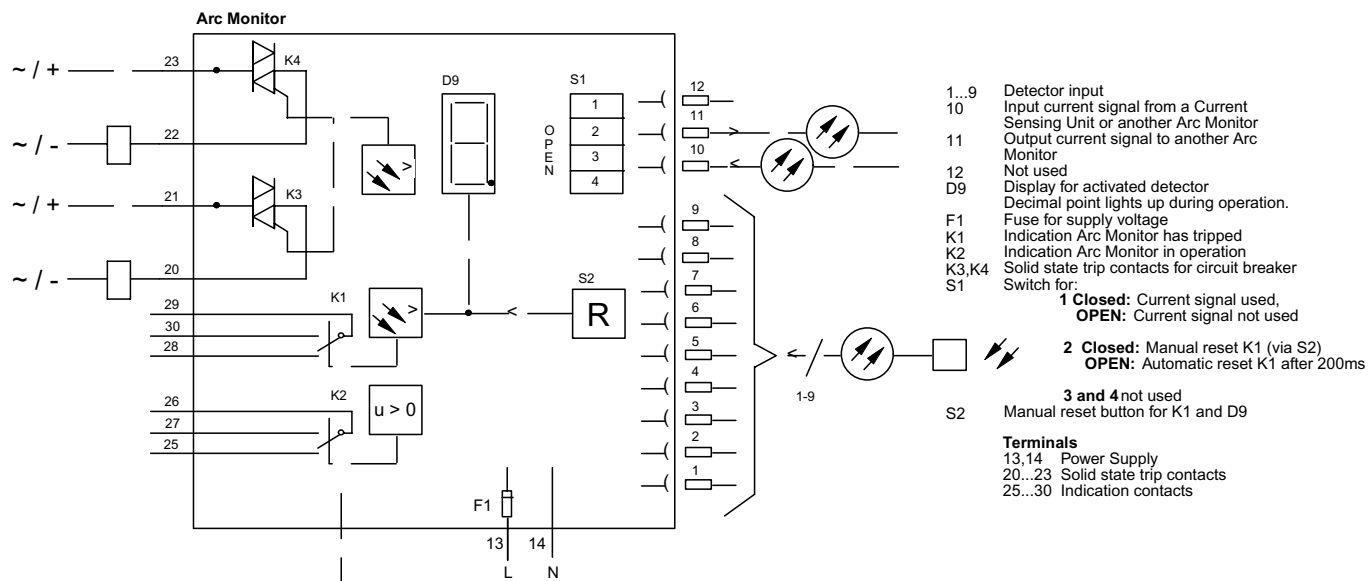 Arc Monitor
~ / +
23
K4
D9
S1
22
~ / -
OPEN
1
2
3
4
>
12
11
10
>
<
~ / +
21
K3
20
~ / -
29
30
28
K1
>
<
S2
R
26
27
25
K2
u > 0
9
8
7
6
5
4
3
2
1
<
1-9
F1
13
14
L
N
1...9 Detector input
10 Input current signal from a Current
Sensing Unit or another Arc Monitor
11 Output current signal to another Arc
Monitor
12 Not used
D9 Display for activated detector
Decimal point lights up during operation.
F1 Fuse for supply voltage
K1 Indication Arc Monitor has tripped
K2 Indication Arc Monitor in operation
K3,K4 Solid state trip contacts for circuit breaker
S1 Switch for:
1 Closed: Current signal used,
OPEN: Current signal not used
2 Closed: Manual reset K1 (via S2)
OPEN: Automatic reset K1 after 200ms
3 and 4 not used
S2 Manual reset button for K1 and D9
Terminals
13,14 Power Supply
20...23 Solid state trip contacts
25...30 Indication contacts